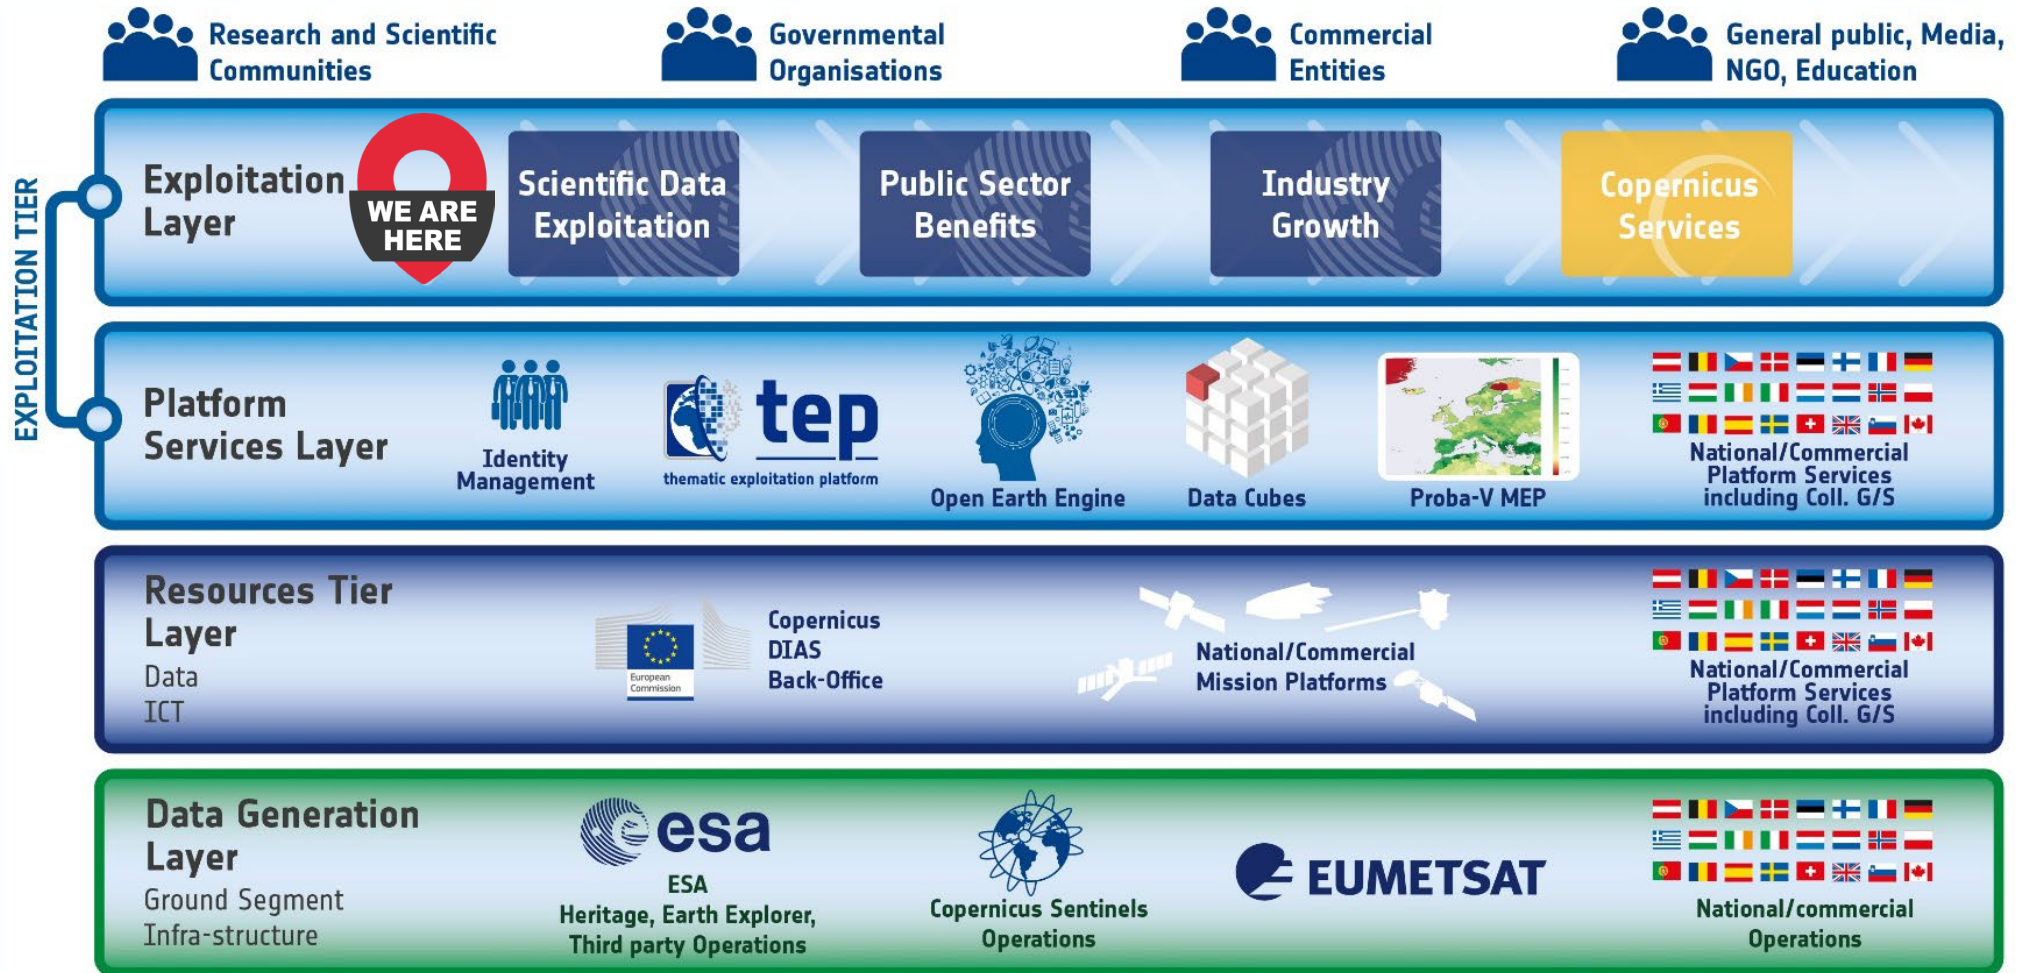 Research and Scientific
Communities
Governmental
Organisations
Commercial
Entities
General public, Media,
NGO, Education
EXPLOITATION TIER
Exploitation
Layer
WE ARE
HERE
Scientific Data
Exploitation
Public Sector
Benefits
Industry
Growth
Copernicus
Services
Platform
Services Layer
Identity
Management
tep
thematic exploitation platform
Open Earth Engine
Data Cubes
Proba-V MEP
National/Commercial
Platform Services
including Coll. G/S
Resources Tier
Layer
Data
ICT
European
Commission
Copernicus
DIAS
Back-Office
National/Commercial
Mission Platforms
National/Commercial
Platform Services
including Coll. G/S
Data Generation
Layer
Ground Segment
Infra-structure
esa
ESA
Heritage, Earth Explorer,
Third party Operations
Copernicus Sentinels
Operations
EUMETSAT
National/commercial
Operations